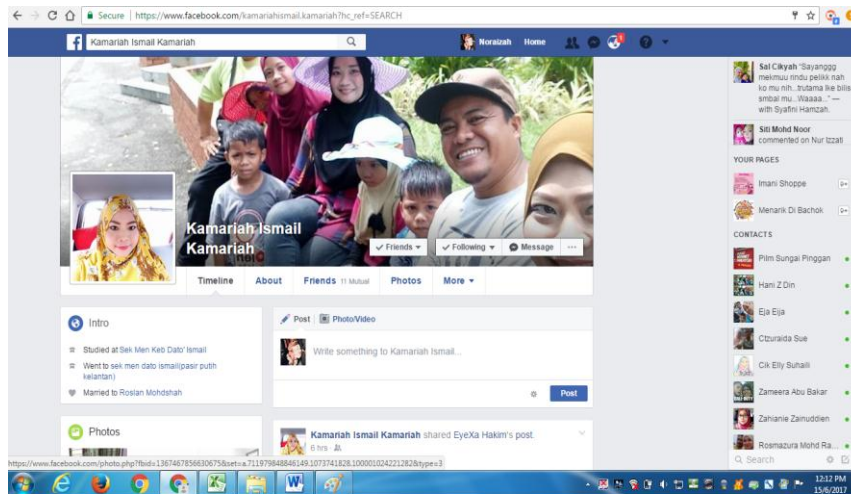 Secure | https://www.facebook.com/kamariahismail.kamariah?hc_ref=SEARCH
Kamariah Ismail Kamariah
Noraizah Home
Kamariah Ismail
Kamariah
Friends
Following
Message
Timeline About Friends 11 Mutual Photos More
Intro
Studied at Sek Men Keb Dato' Ismail
Went to sek men dato ismail(pasir putih
kelantan)
Married to Roslan Mohdshah
Photos
Post Photo/Video
Write something to Kamariah Ismail...
Post
Kamariah Ismail Kamariah shared EyeXa Hakim's post.
6 hrs
Sal Cikyah "Sayanggg
mekmuu rindu pelikk nah
ko mu nih...trutama ike bilis
smbal mu...Waaaa..." —
with Syafini Hamzah.
Siti Mohd Noor
commented on Nur Izzati
YOUR PAGES
Imani Shoppe
Menarik Di Bachok
CONTACTS
Pilm Sungai Pinggan
Hani Z Din
Eja Eija
Ctzuraida Sue
Cik Elly Suhaili
Zameera Abu Bakar
Zahianie Zainuddien
Rosmazura Mohd Ra...
Search
https://www.facebook.com/photo.php?fbid=1367467856630675&set=a.711979848846149.1073741828.100001024221282&type=3
12:12 PM
15/6/2017